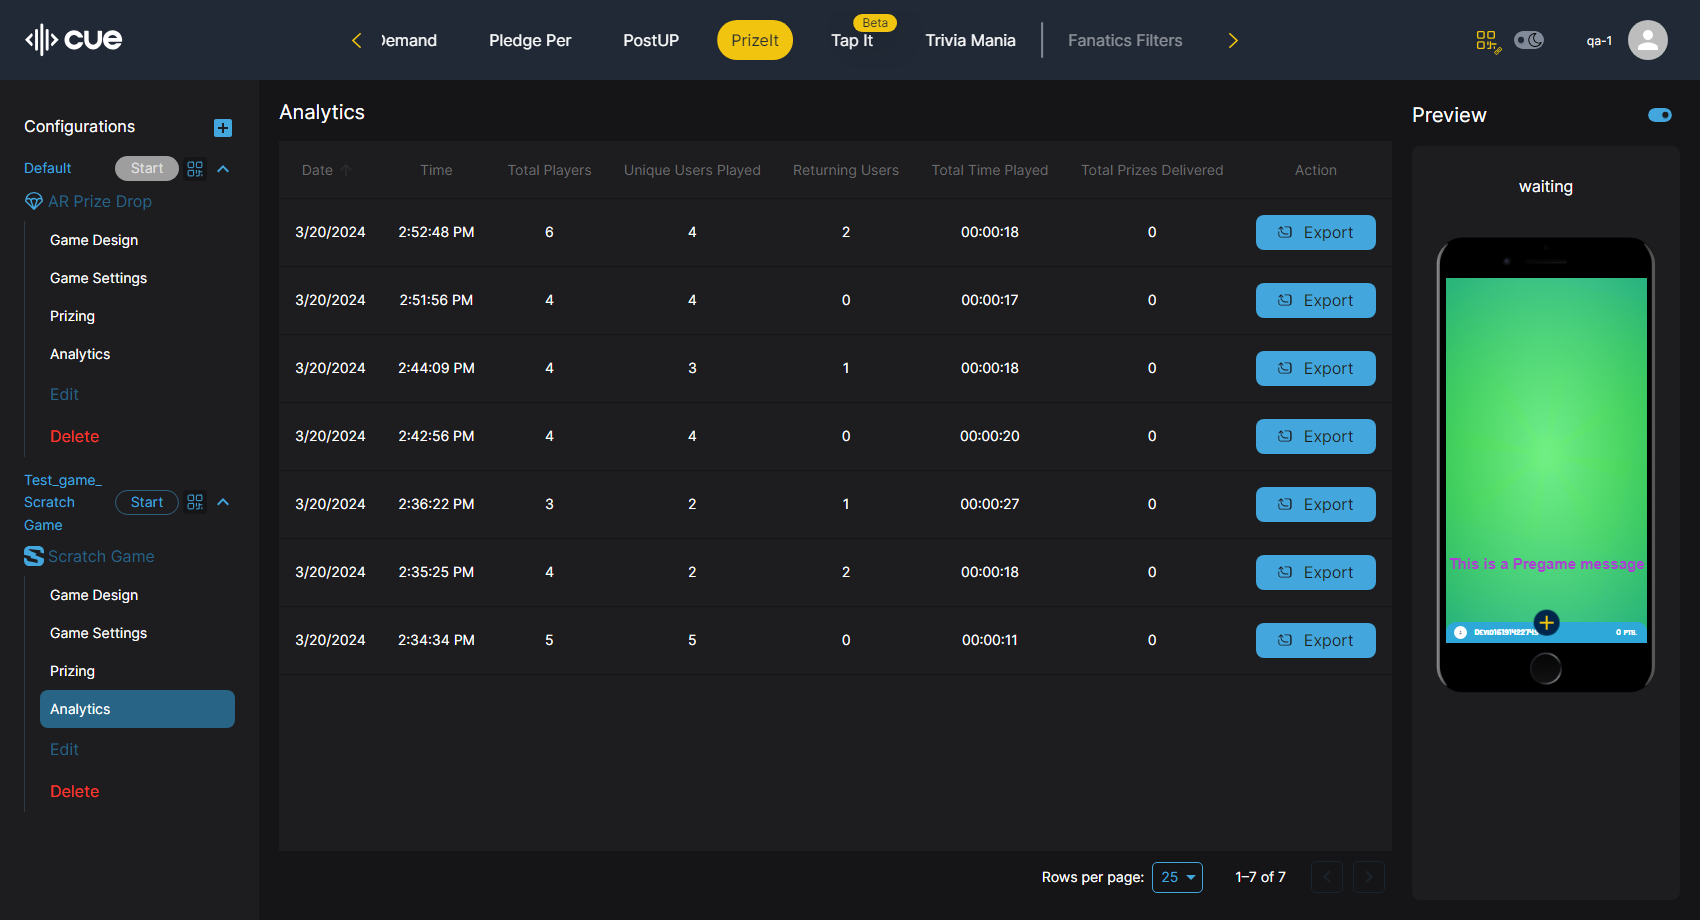 cue
Demand
Pledge Per
PostUP
PrizeIt
Beta
Tap It
Trivia Mania
Fanatics Filters
qa-1
Configurations
Default
Start
AR Prize Drop
Game Design
Game Settings
Prizing
Analytics
Edit
Delete
Test_game_
Scratch
Game
Start
Scratch Game
Game Design
Game Settings
Prizing
Analytics
Edit
Delete
Analytics
Date Time Total Players Unique Users Played Returning Users Total Time Played Total Prizes Delivered Action
3/20/2024 2:52:48 PM 6 4 2 00:00:18 0 Export
3/20/2024 2:51:56 PM 4 4 0 00:00:17 0 Export
3/20/2024 2:44:09 PM 4 3 1 00:00:18 0 Export
3/20/2024 2:42:56 PM 4 4 0 00:00:20 0 Export
3/20/2024 2:36:22 PM 3 2 1 00:00:27 0 Export
3/20/2024 2:35:25 PM 4 2 2 00:00:18 0 Export
3/20/2024 2:34:34 PM 5 5 0 00:00:11 0 Export
Rows per page: 25 1–7 of 7
Preview
waiting
This is a Pregame message
0 PTS.